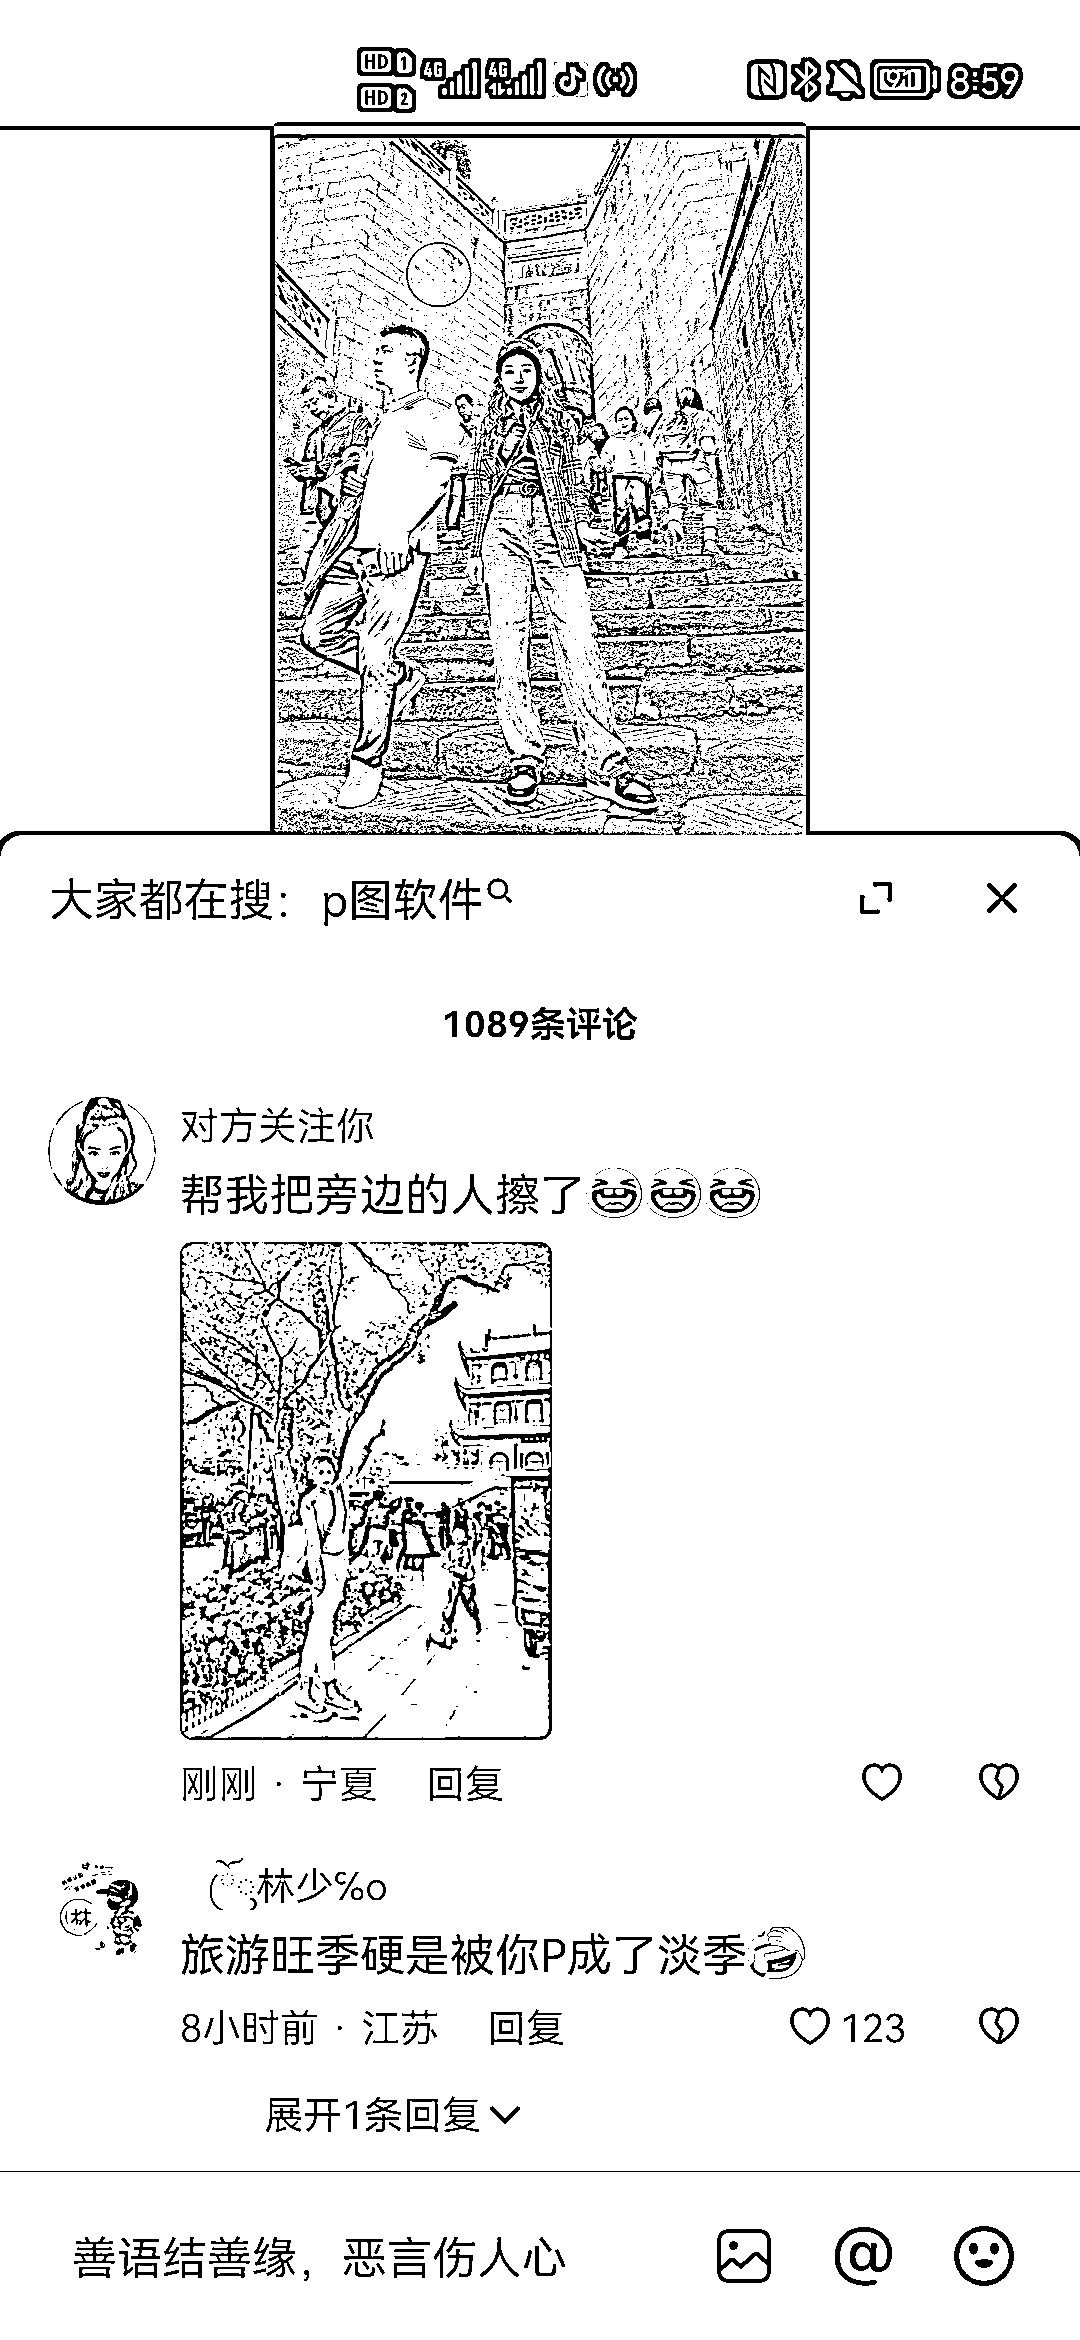 HD 1 4G 4G 8:59
HD 2
大家都在搜：p图软件
1089条评论
对方关注你
帮我把旁边的人擦了
刚刚 · 宁夏 回复
林
林少℅o
旅游旺季硬是被你P成了淡季
8小时前 · 江苏 回复 123
展开1条回复
善语结善缘，恶言伤人心 @